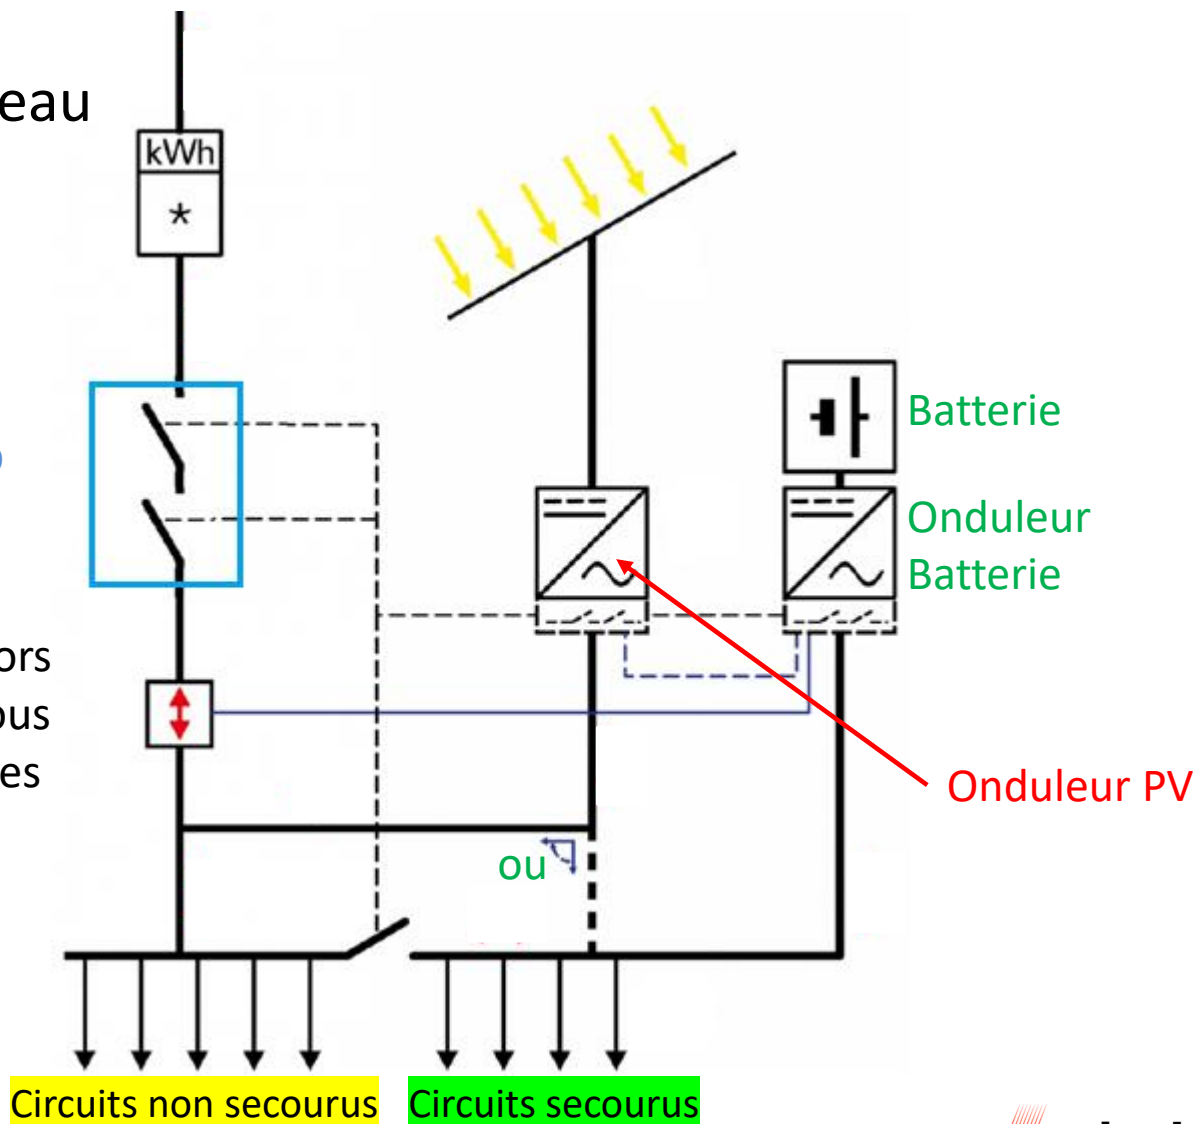 eau
kWh
*
Batterie
Onduleur
Batterie
ors
ous
es
Onduleur PV
ou
Circuits non secourus
Circuits secourus